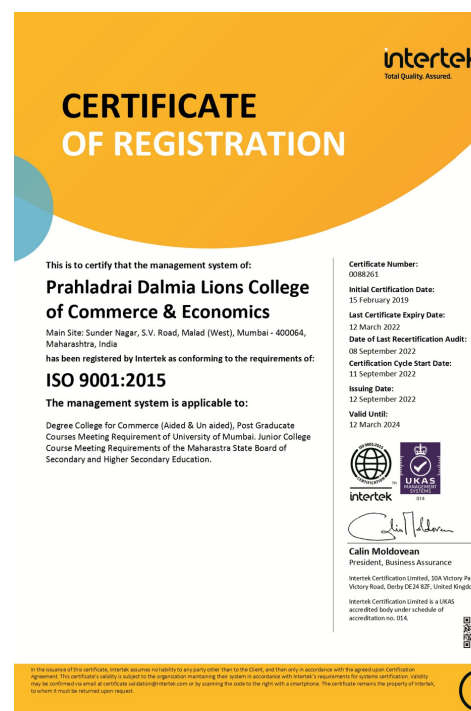 intertek
Total Quality. Assured.
CERTIFICATE
OF REGISTRATION
This is to certify that the management system of:
Prahladrai Dalmia Lions College
of Commerce & Economics
Main Site: Sunder Nagar, S.V. Road, Malad (West), Mumbai - 400064,
Maharashtra, India
has been registered by Intertek as conforming to the requirements of:
ISO 9001:2015
The management system is applicable to:
Degree College for Commerce (Aided & Un aided), Post Graduate
Courses Meeting Requirement of University of Mumbai. Junior College
Course Meeting Requirements of the Maharastra State Board of
Secondary and Higher Secondary Education.
Certificate Number:
0088261
Initial Certification Date:
15 February 2019
Last Certificate Expiry Date:
12 March 2022
Date of Last Recertification Audit:
08 September 2022
Certification Cycle Start Date:
11 September 2022
Issuing Date:
12 September 2022
Valid Until:
12 March 2024
intertek
UKAS
MANAGEMENT
SYSTEMS
014
Calin Moldovean
President, Business Assurance
Intertek Certification Limited, 10A Victory
Victory Road, Derby DE24 8ZF, United
Intertek Certification Limited is a UKAS
accredited body under schedule of
accreditation no. 014.
In the issuance of this certificate, Intertek assumes no liability to any party other than to the Client, and then only in accordance with the agreed upon Certification
Agreement. This certificate's validity is subject to the organization maintaining their system in accordance with Intertek's requirements for systems certification. Validity
may be confirmed via email at certificate.validation@intertek.com or by scanning the code to the right with a smartphone. The certificate remains the property of Intertek,
to whom it must be returned upon request.